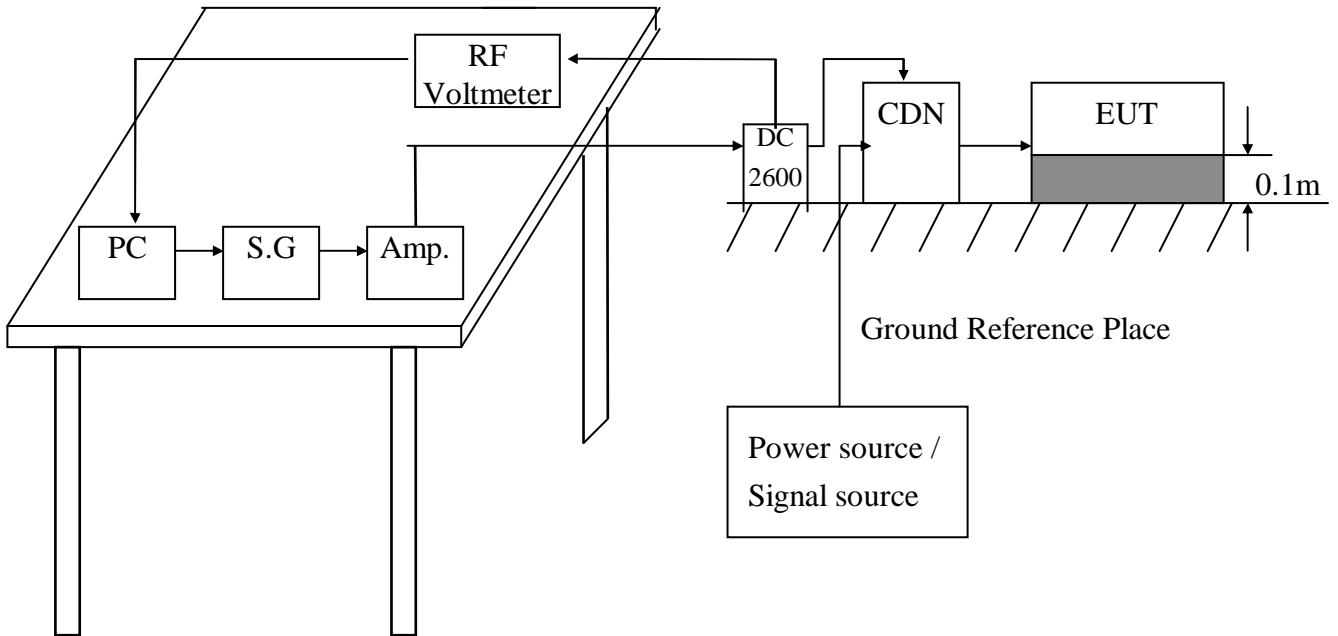 RF
Voltmeter
CDN
EUT
DC
2600
0.1m
PC
S.G
Amp.
Ground Reference Place
Power source /
Signal source